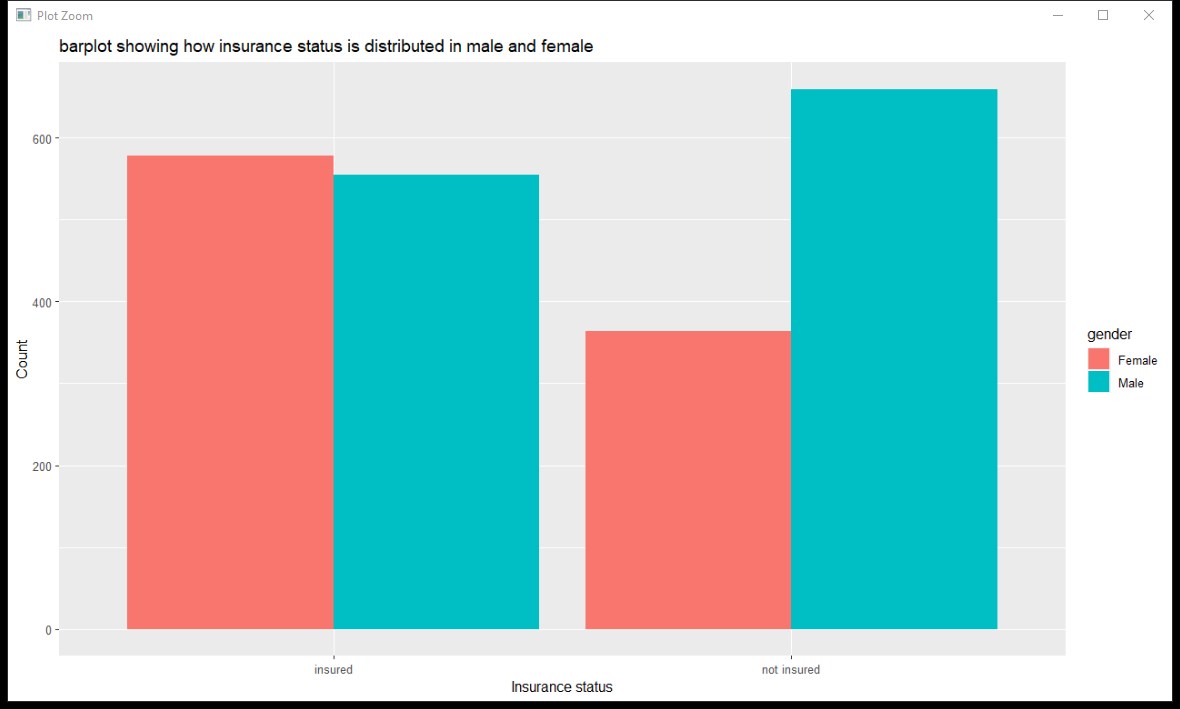 Plot Zoom
barplot showing how insurance status is distributed in male and female
600
400
200
0
Count
insured
not insured
Insurance status
gender
Female
Male